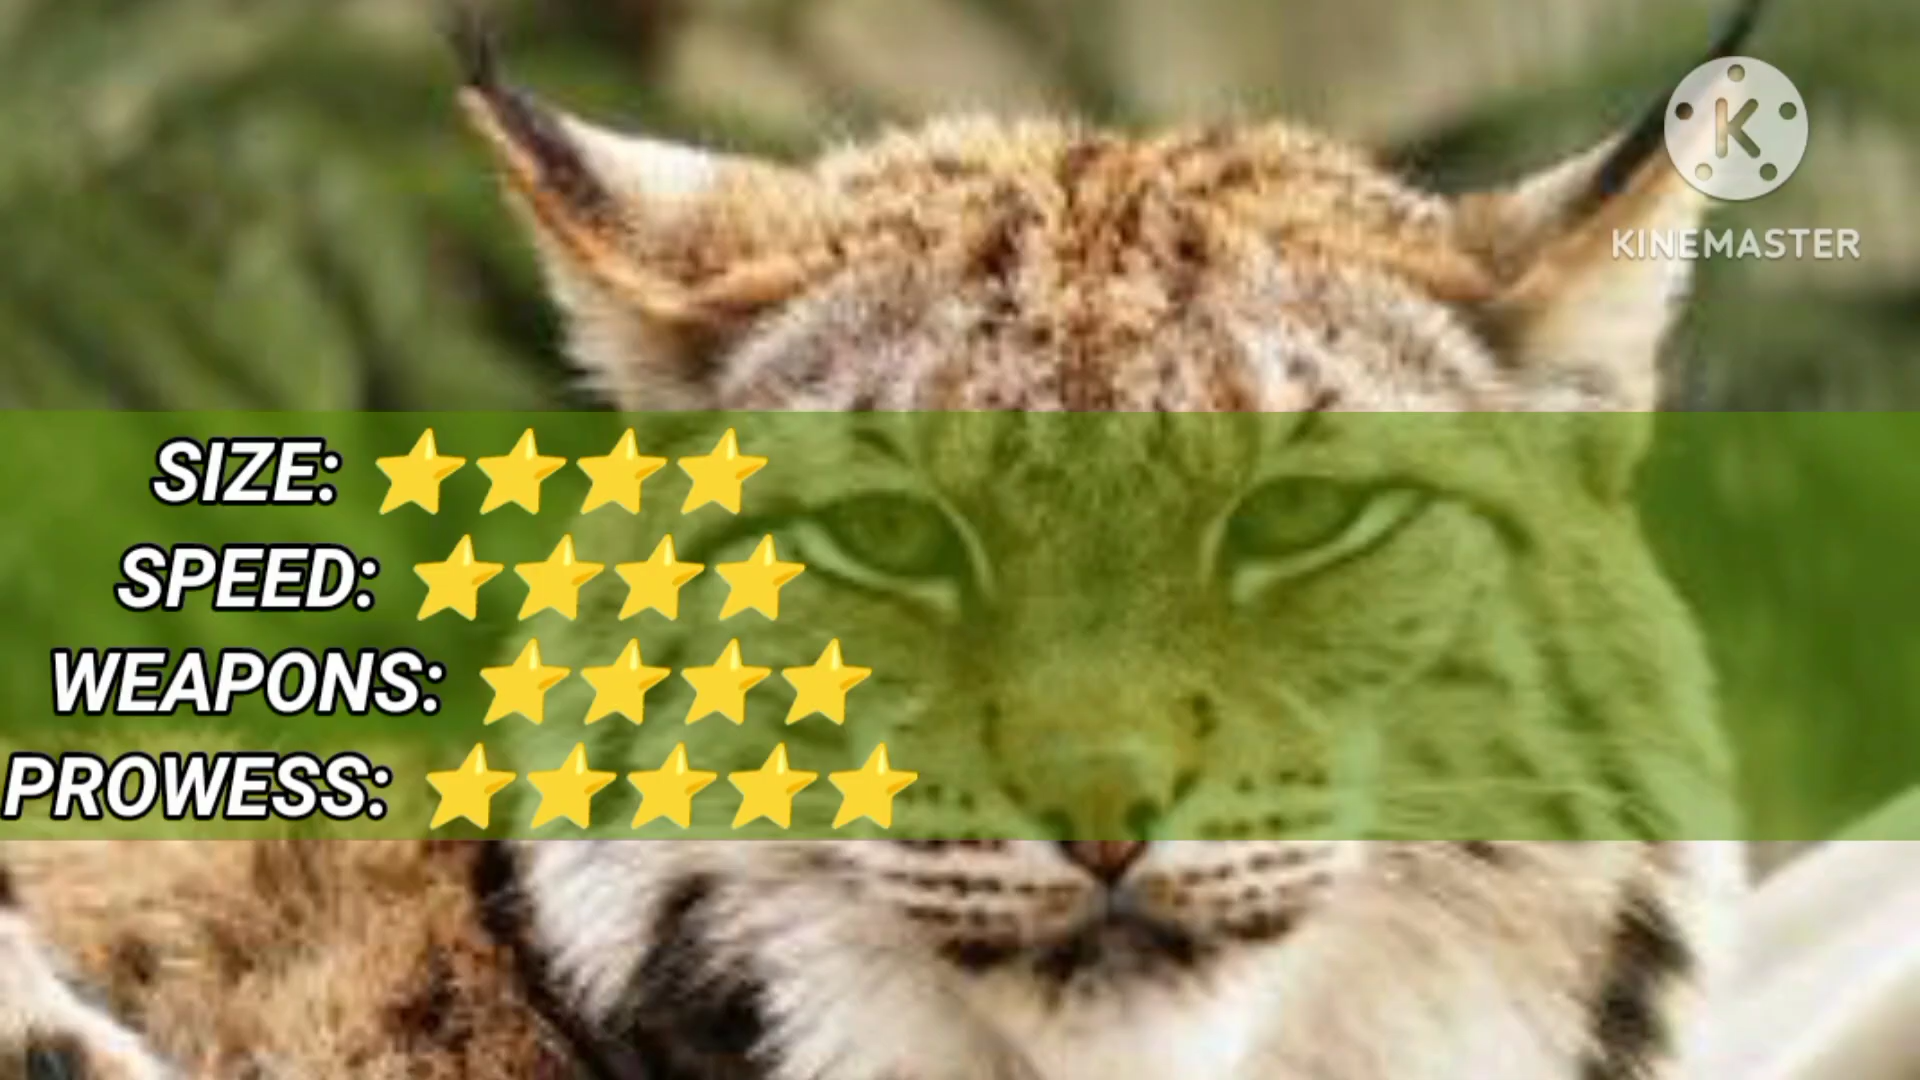 K
KINEMASTER
SIZE: ⭐⭐⭐⭐
SPEED: ⭐⭐⭐⭐
WEAPONS: ⭐⭐⭐⭐
PROWESS: ⭐⭐⭐⭐⭐